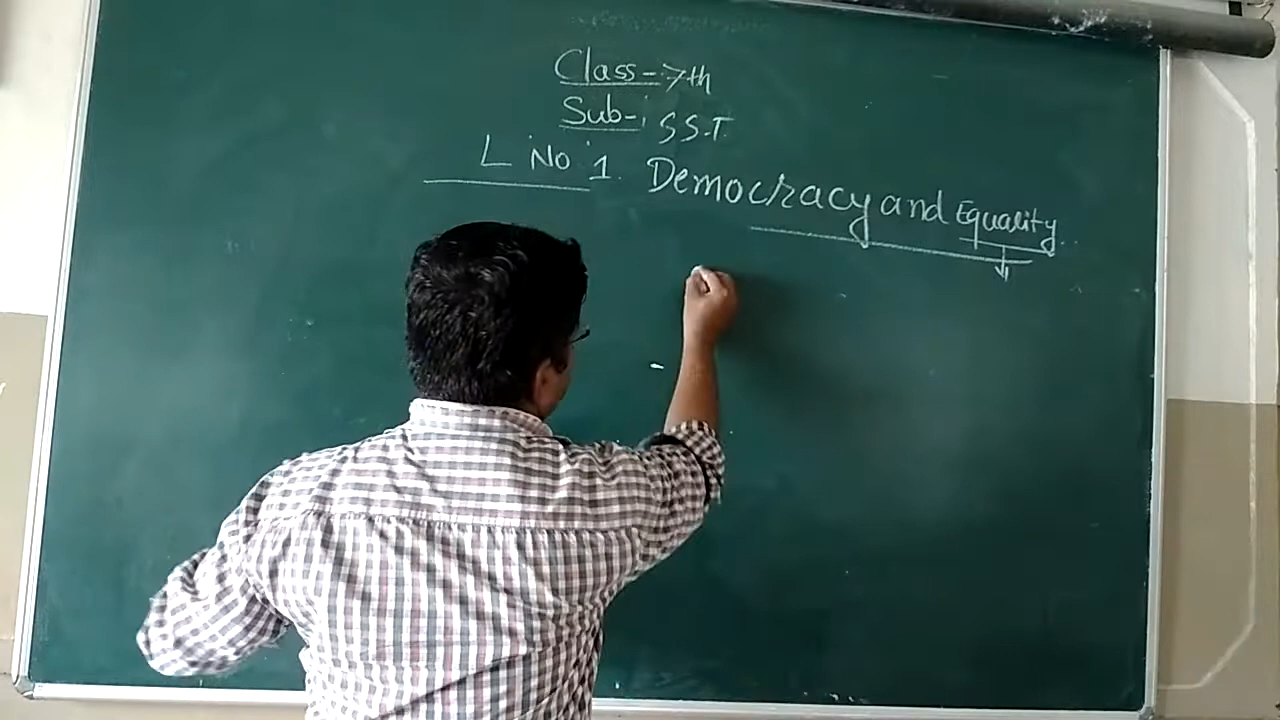 Class - 7th
Sub- S.S.T
L No 1. Democracy and Equality.